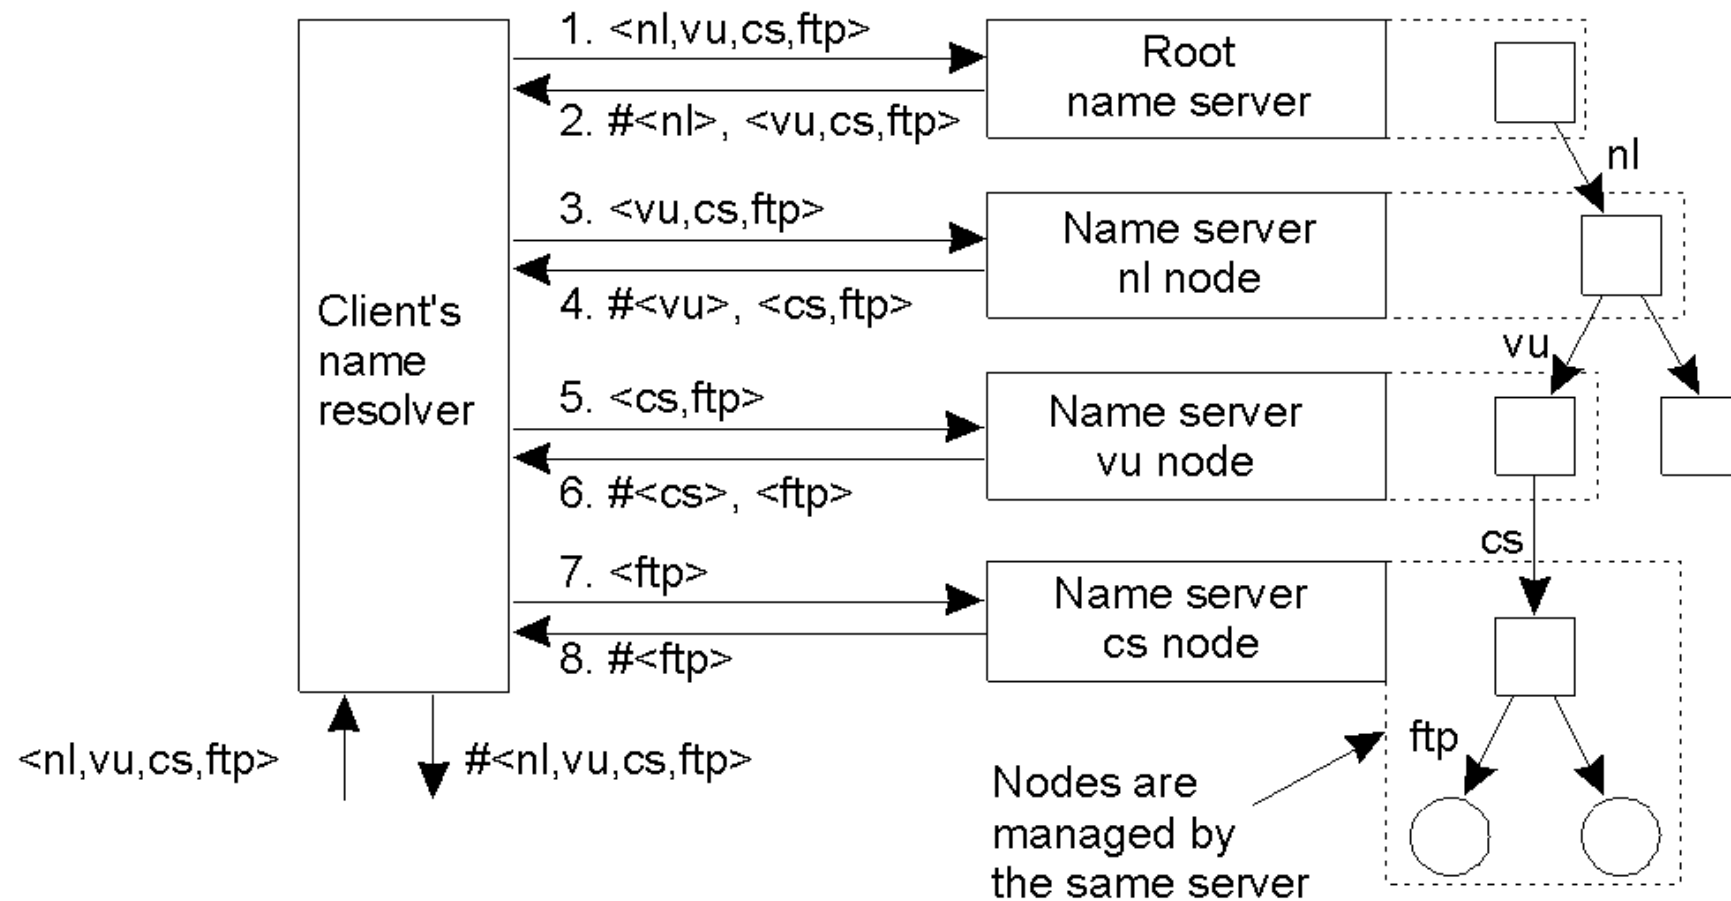 1. <nl,vu,cs,ftp>
Root
name server
2. #<nl>, <vu,cs,ftp>
nl
3. <vu,cs,ftp>
Name server
nl node
4. #<vu>, <cs,ftp>
vu
Client's
name
resolver
5. <cs,ftp>
Name server
vu node
6. #<cs>, <ftp>
cs
7. <ftp>
Name server
cs node
8. #<ftp>
<nl,vu,cs,ftp>
#<nl,vu,cs,ftp>
ftp
Nodes are
managed by
the same server